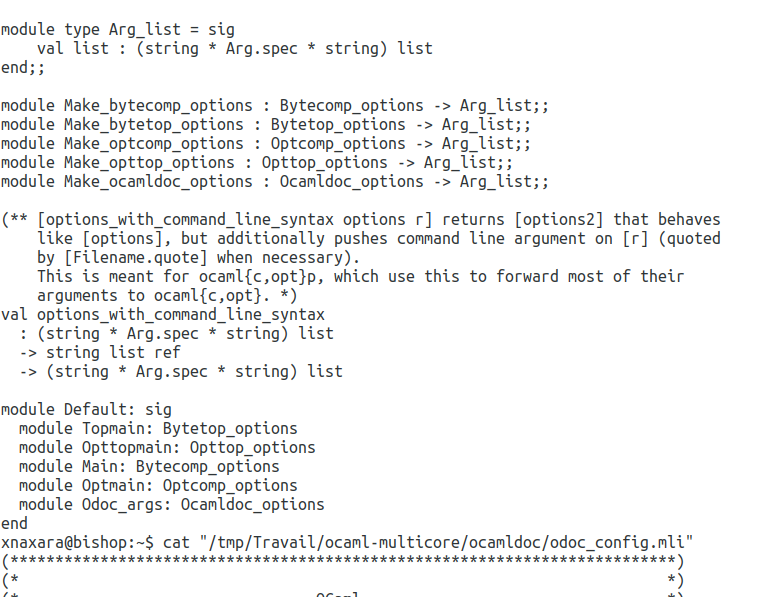 module type Arg_list = sig
    val list : (string * Arg.spec * string) list
end;;

module Make_bytecomp_options : Bytecomp_options -> Arg_list;;
module Make_bytetop_options : Bytetop_options -> Arg_list;;
module Make_optcomp_options : Optcomp_options -> Arg_list;;
module Make_opttop_options : Opttop_options -> Arg_list;;
module Make_ocamldoc_options : Ocamldoc_options -> Arg_list;;

(** [options_with_command_line_syntax options r] returns [options2] that behaves
    like [options], but additionally pushes command line argument on [r] (quoted
    by [Filename.quote] when necessary).
    This is meant for ocaml{c,opt}p, which use this to forward most of their
    arguments to ocaml{c,opt}. *)
val options_with_command_line_syntax
  : (string * Arg.spec * string) list
  -> string list ref
  -> (string * Arg.spec * string) list

module Default: sig
  module Topmain: Bytetop_options
  module Opttopmain: Opttop_options
  module Main: Bytecomp_options
  module Optmain: Optcomp_options
  module Odoc_args: Ocamldoc_options
end
xnaxara@bishop:~$ cat "/tmp/Travail/ocaml-multicore/ocamldoc/odoc_config.mli"
(**************************************************************************)
(*                                                                        *)
(*                                 OCaml                                  *)